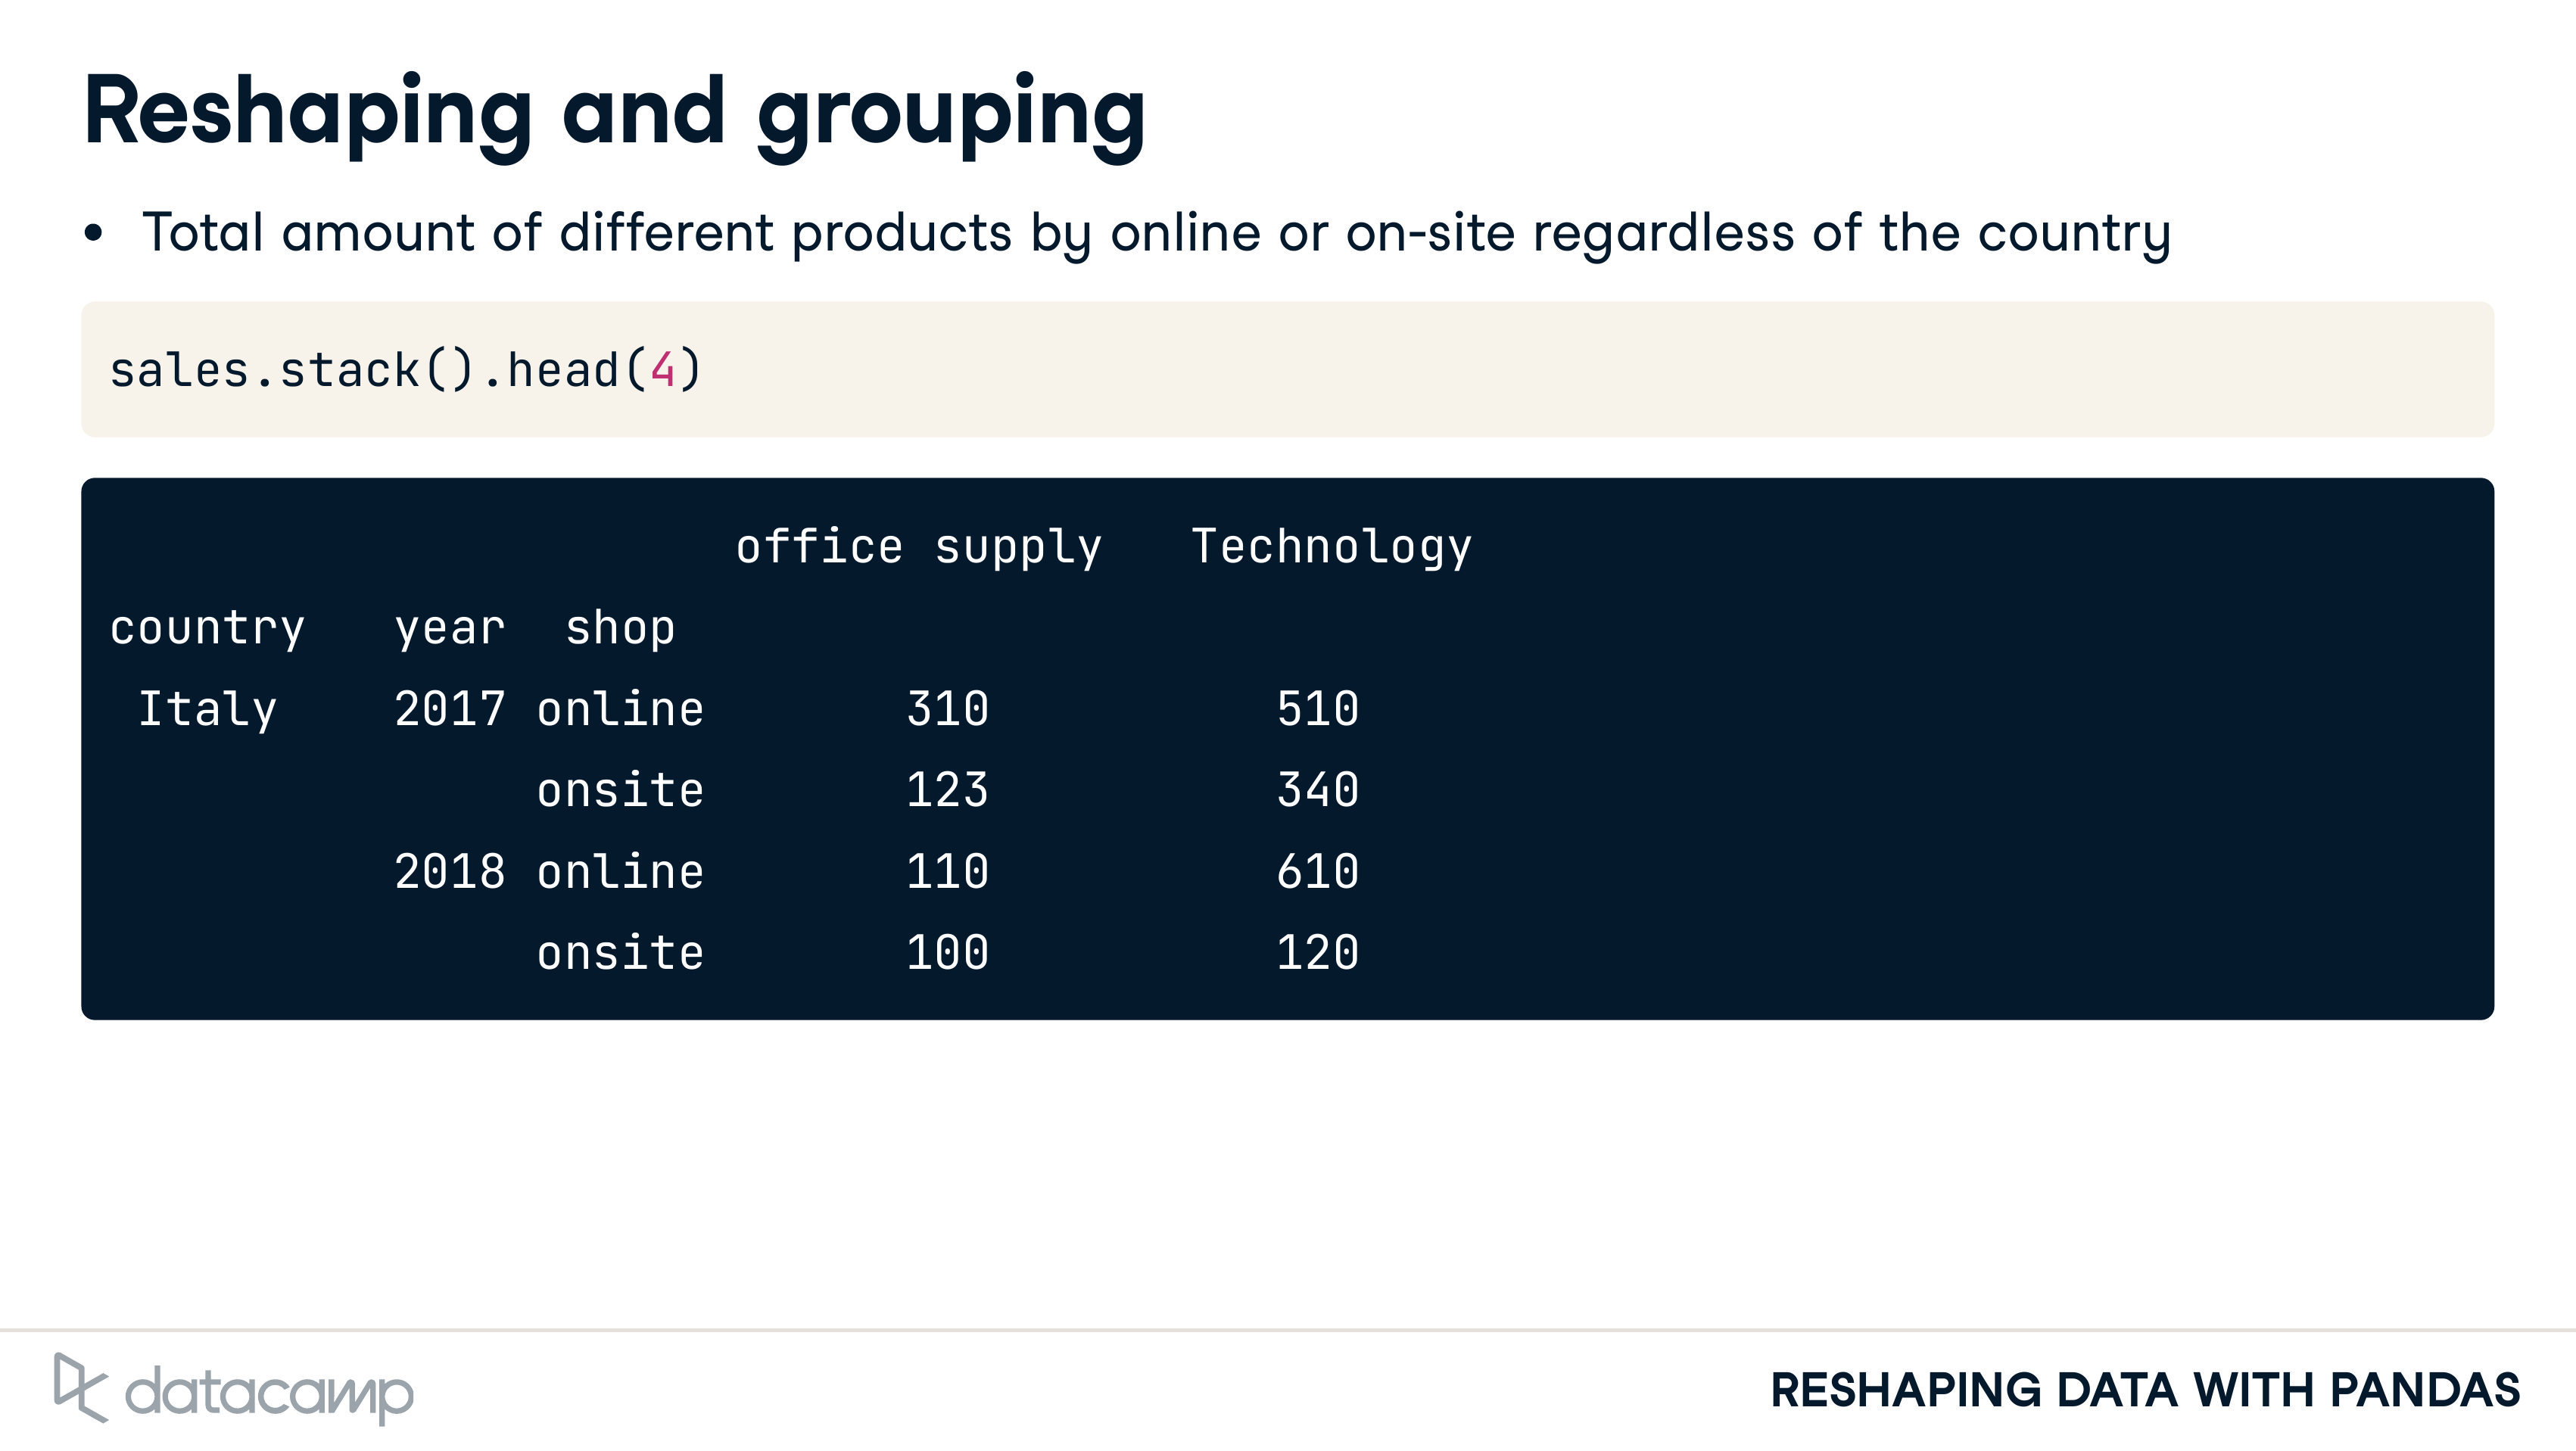 Reshaping and grouping
• Total amount of different products by online or on-site regardless of the country
sales.stack().head(4)
office supply Technology
country year shop
Italy 2017 online 310 510
onsite 123 340
2018 online 110 610
onsite 100 120
datacamp
RESHAPING DATA WITH PANDAS